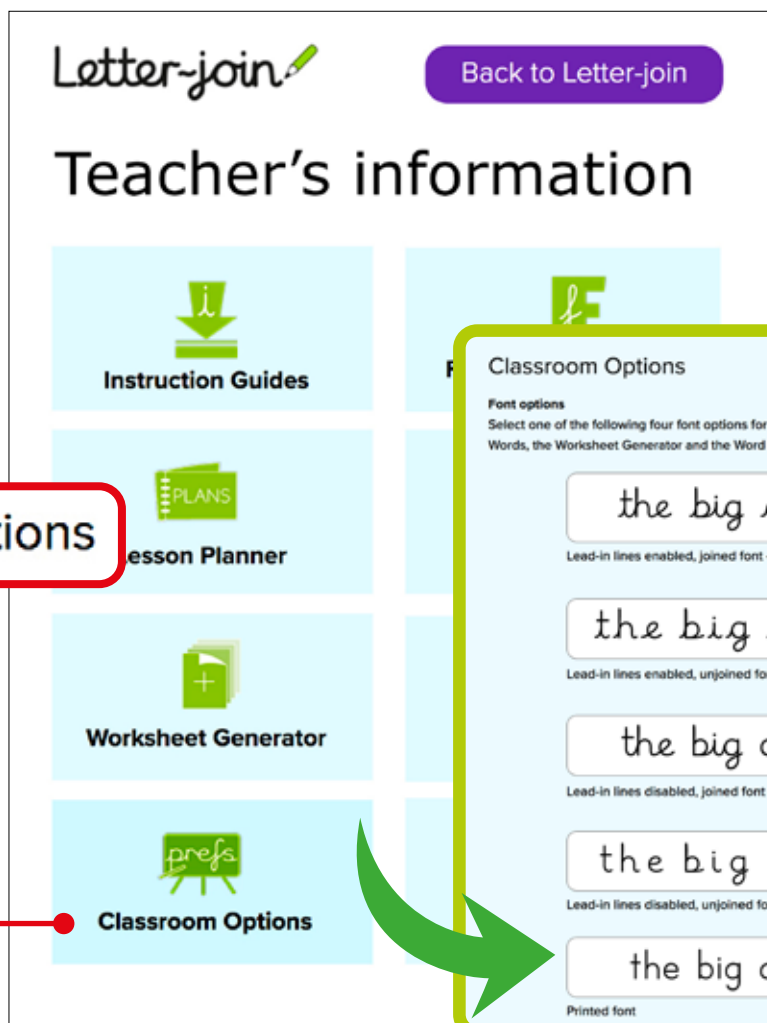 Letter-join
Back to Letter-join
Teacher's information
Instruction Guides
F
tions
Lesson Planner
Worksheet Generator
prefs
Classroom Options
PLANS
Classroom Options
Font options
Select one of the following four font options for
Words, the Worksheet Generator and the Word
the big
Lead-in lines enabled, joined font
the big
Lead-in lines enabled, unjoined fo
the big
Lead-in lines disabled, joined font
the big
Lead-in lines disabled, unjoined fo
the big
Printed font